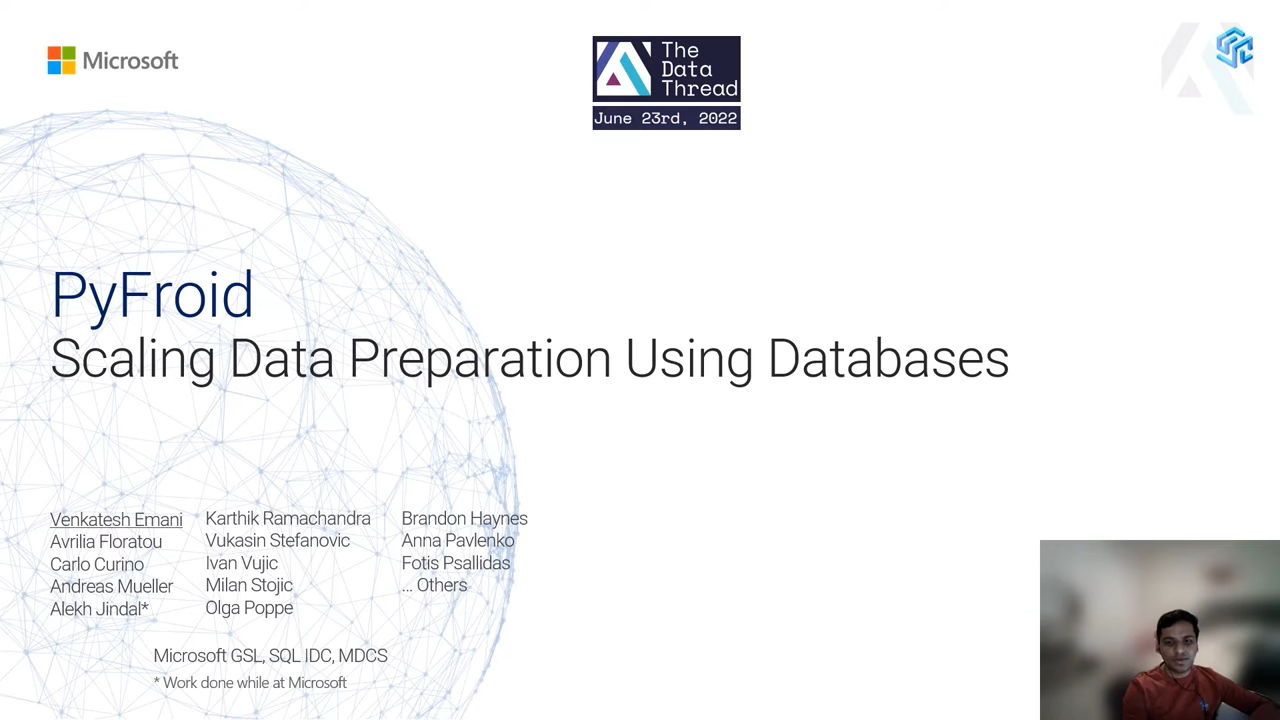 Microsoft
The
Data
Thread
June 23rd, 2022
PyFroid
Scaling Data Preparation Using Databases
Venkatesh Emani
Avrilia Floratou
Carlo Curino
Andreas Mueller
Alekh Jindal*
Karthik Ramachandra
Vukasin Stefanovic
Ivan Vujic
Milan Stojic
Olga Poppe
Brandon Haynes
Anna Pavlenko
Fotis Psallidas
... Others
Microsoft GSL, SQL IDC, MDCS
* Work done while at Microsoft